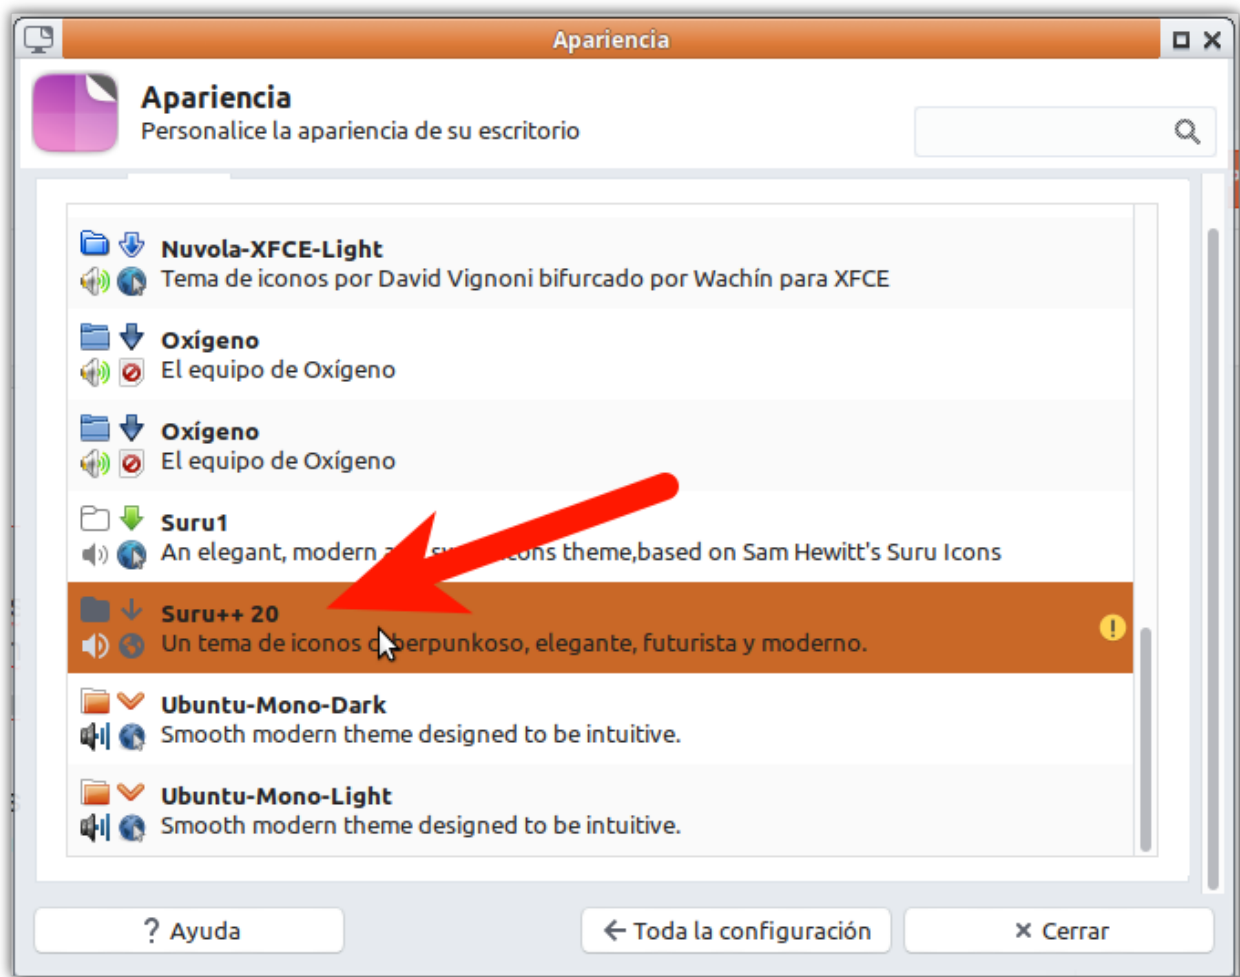 Apariencia
Apariencia
Personalice la apariencia de su escritorio
Nuvola-XFCE-Light
Tema de iconos por David Vignoni bifurcado por Wachín para XFCE
Oxígeno
El equipo de Oxígeno
Oxígeno
El equipo de Oxígeno
Suru1
An elegant, modern theme,based on Sam Hewitt's Suru Icons
Suru++ 20
Un tema de iconos elegante, futurista y moderno.
Ubuntu-Mono-Dark
Smooth modern theme designed to be intuitive.
Ubuntu-Mono-Light
Smooth modern theme designed to be intuitive.
? Ayuda
Toda la configuración
Cerrar